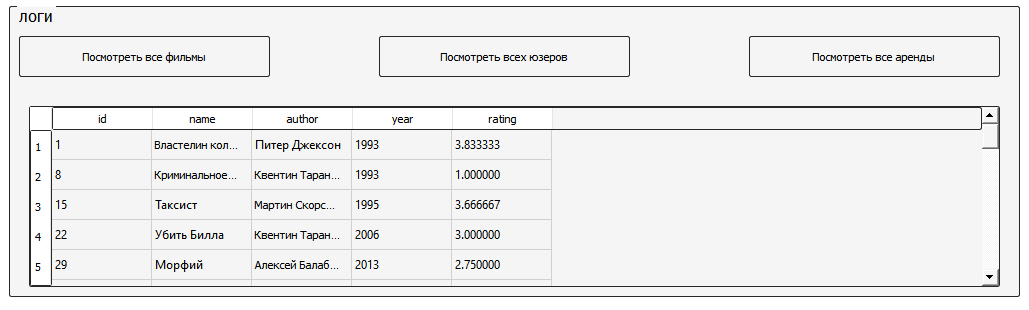 ЛОГИ
Посмотреть все фильмы Посмотреть всех юзеров Посмотреть все аренды
id name author year rating
1 1 Властелин кол... Питер Джексон 1993 3.833333
2 8 Криминальное... Квентин Таран... 1993 1.000000
3 15 Таксист Мартин Скорс... 1995 3.666667
4 22 Убить Билла Квентин Таран... 2006 3.000000
5 29 Морфий Алексей Балаб... 2013 2.750000